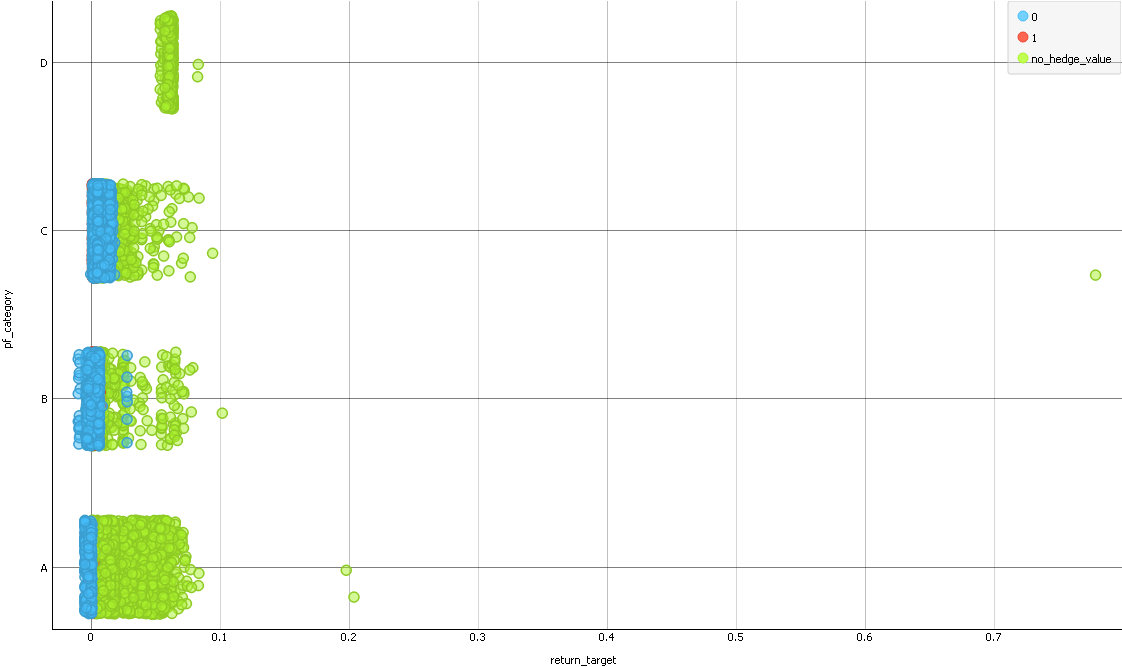 0
1
no_hedge_value
D
C
B
A
pf_category
0
0.1
0.2
0.3
0.4
0.5
0.6
0.7
return_target